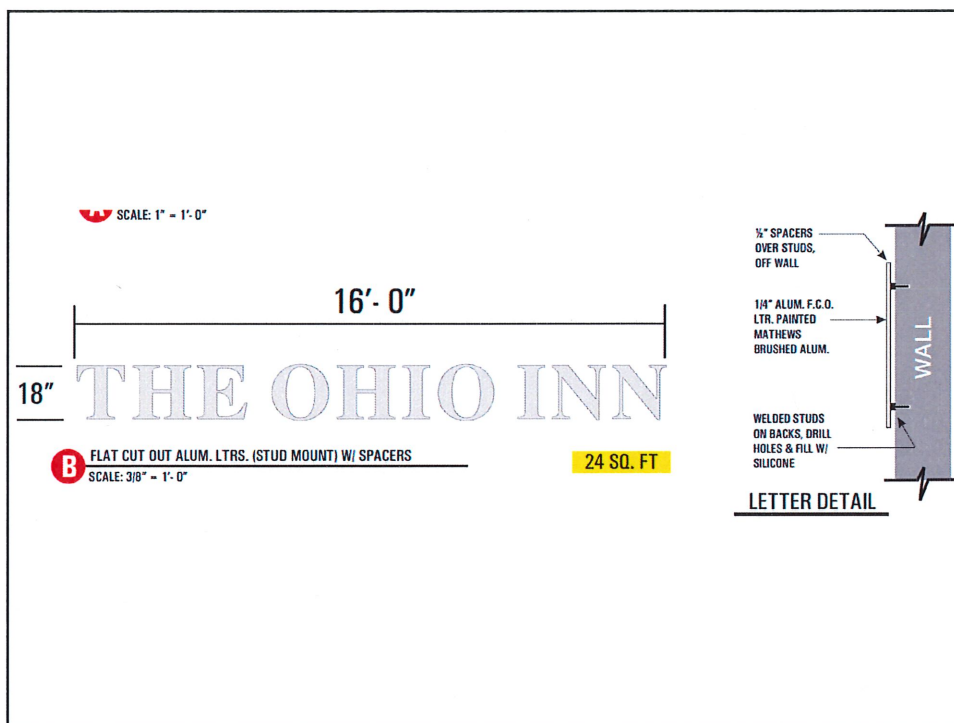 SCALE: 1" = 1'- 0"
16'- 0"
18"
THE OHIO INN
B
FLAT CUT OUT ALUM. LTRS. (STUD MOUNT) W/ SPACERS
SCALE: 3/8" = 1'- 0"
24 SQ. FT
½" SPACERS
OVER STUDS,
OFF WALL
1/4" ALUM. F.C.O.
LTR. PAINTED
MATHEWS
BRUSHED ALUM.
WELDED STUDS
ON BACKS, DRILL
HOLES & FILL W/
SILICONE
WALL
LETTER DETAIL